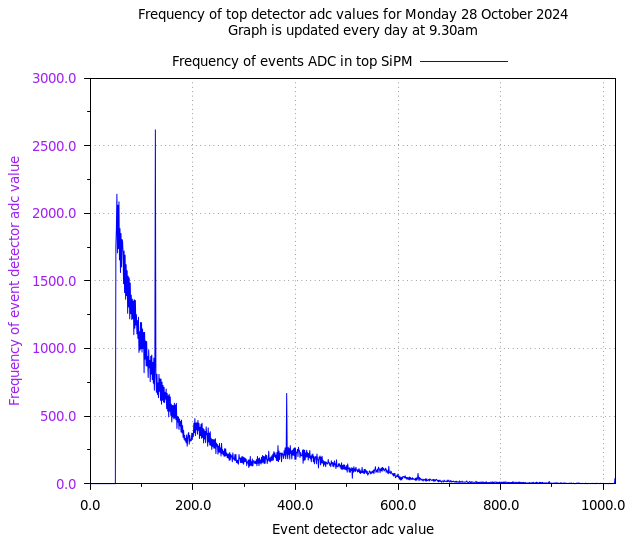 Frequency of top detector adc values for Monday 28 October 2024
Graph is updated every day at 9.30am
Frequency of events ADC in top SiPM
Frequency of event detector adc value
3000.0
2500.0
2000.0
1500.0
1000.0
500.0
0.0
0.0 200.0 400.0 600.0 800.0 1000.0
Event detector adc value